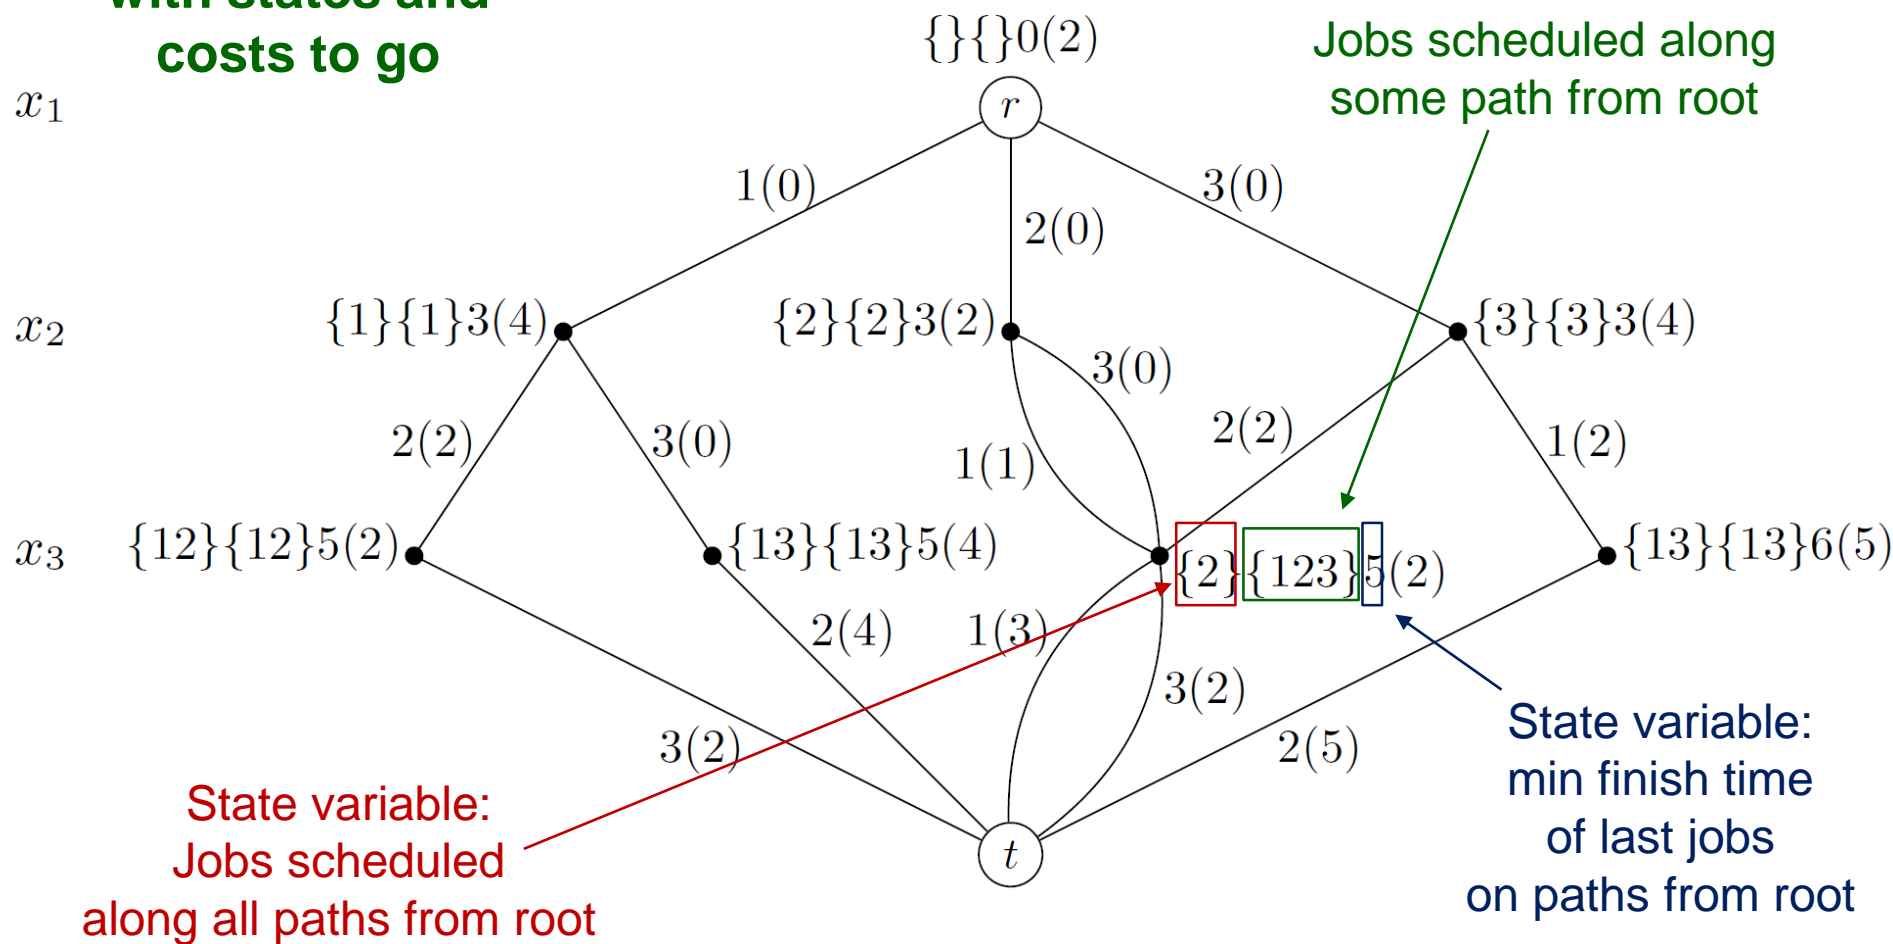 with states and
costs to go
{}{}0(2)
Jobs scheduled along
some path from root
x₁
r
1(0)
2(0)
3(0)
x₂
{1}{1}3(4)
{2}{2}3(2)
{3}{3}3(4)
2(2)
3(0)
1(1)
3(0)
2(2)
1(2)
x₃
{12}{12}5(2)
{13}{13}5(4)
{2}{123}5(2)
{13}{13}6(5)
3(2)
2(4)
1(3)
3(2)
2(5)
t
State variable:
Jobs scheduled
along all paths from root
State variable:
min finish time
of last jobs
on paths from root